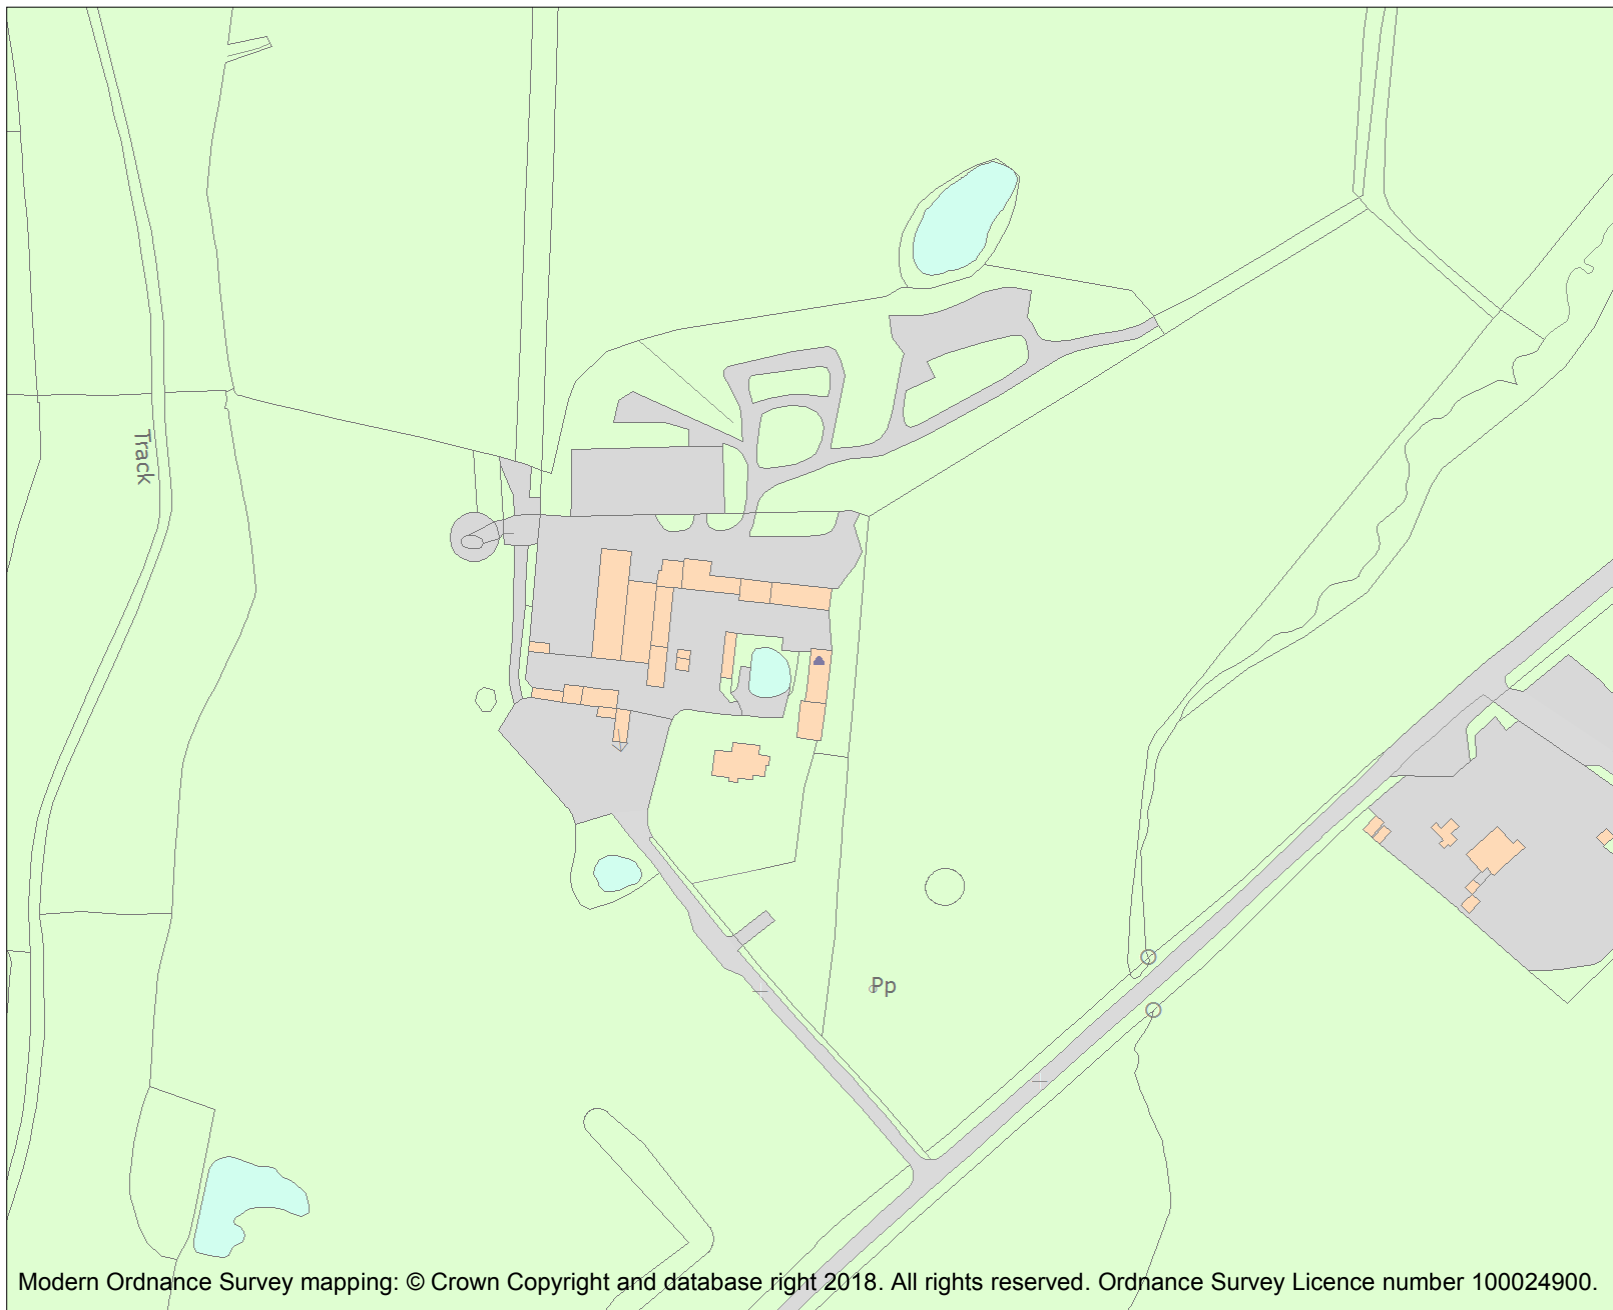 Track
Pp
Modern Ordnance Survey mapping: © Crown Copyright and database right 2018. All rights reserved. Ordnance Survey Licence number 100024900.